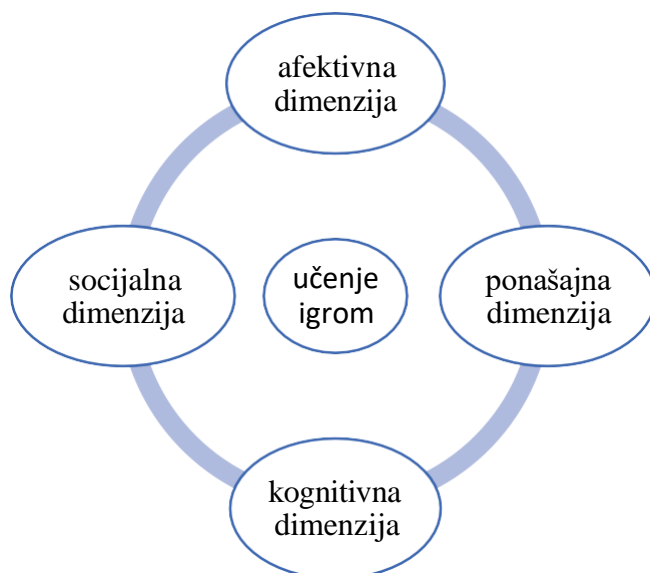 afektivna
dimenzija
socijalna
dimenzija
učenje
igrom
ponašajna
dimenzija
kognitivna
dimenzija